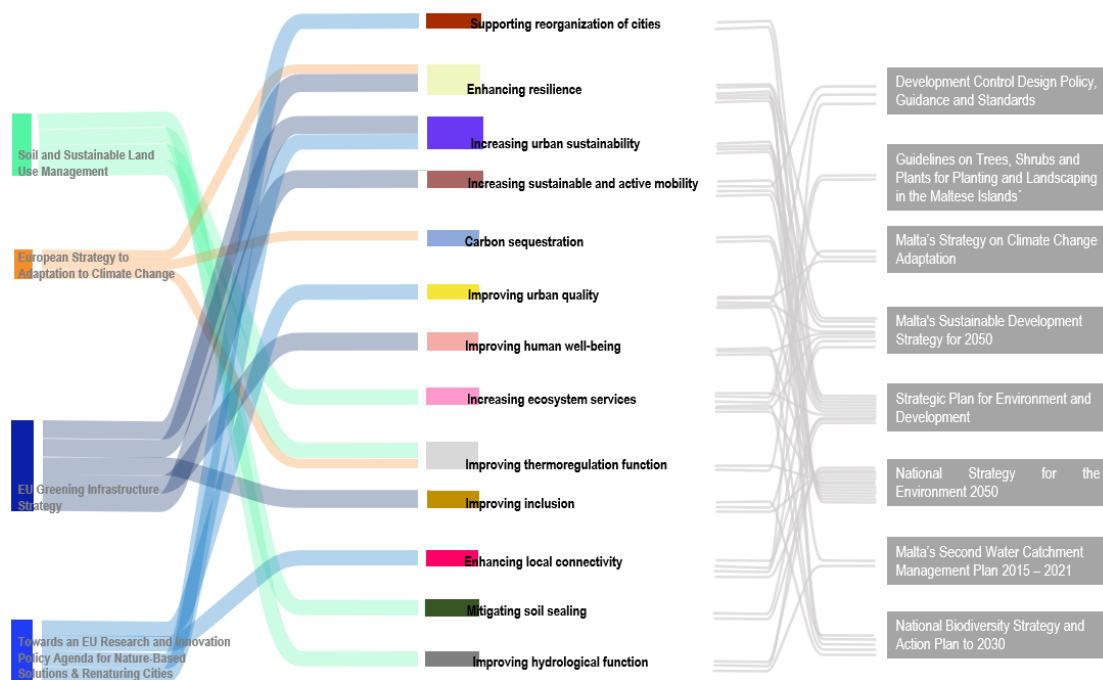 Soil and Sustainable Land
Use Management
European Strategy to
Adaptation to Climate Change
EU Greening Infrastructure
Strategy
Towards an EU Research and Innovation
Policy Agenda for Nature-Based
Solutions & Renaturing Cities
Supporting reorganization of cities
Enhancing resilience
Increasing urban sustainability
Increasing sustainable and active mobility
Carbon sequestration
Improving urban quality
Improving human well-being
Increasing ecosystem services
Improving thermoregulation function
Improving inclusion
Enhancing local connectivity
Mitigating soil sealing
Improving hydrological function
Development Control Design Policy,
Guidance and Standards
Guidelines on Trees, Shrubs and
Plants for Planting and Landscaping
in the Maltese Islands´
Malta's Strategy on Climate Change
Adaptation
Malta's Sustainable Development
Strategy for 2050
Strategic Plan for Environment and
Development
National Strategy for the
Environment 2050
Malta's Second Water Catchment
Management Plan 2015 – 2021
National Biodiversity Strategy and
Action Plan to 2030